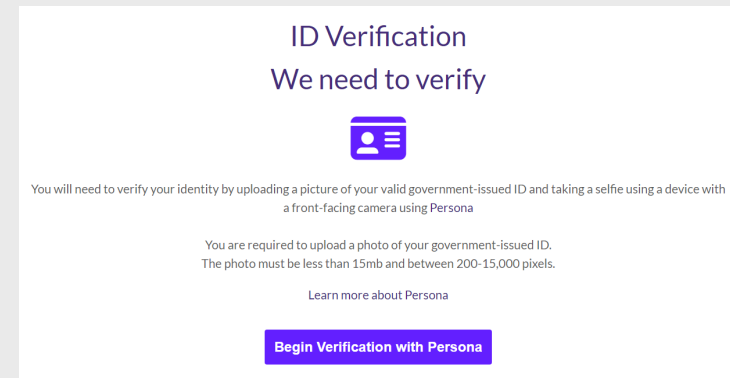 ID Verification
We need to verify
You will need to verify your identity by uploading a picture of your valid government-issued ID and taking a selfie using a device with
a front-facing camera using Persona
You are required to upload a photo of your government-issued ID.
The photo must be less than 15mb and between 200-15,000 pixels.
Learn more about Persona
Begin Verification with Persona